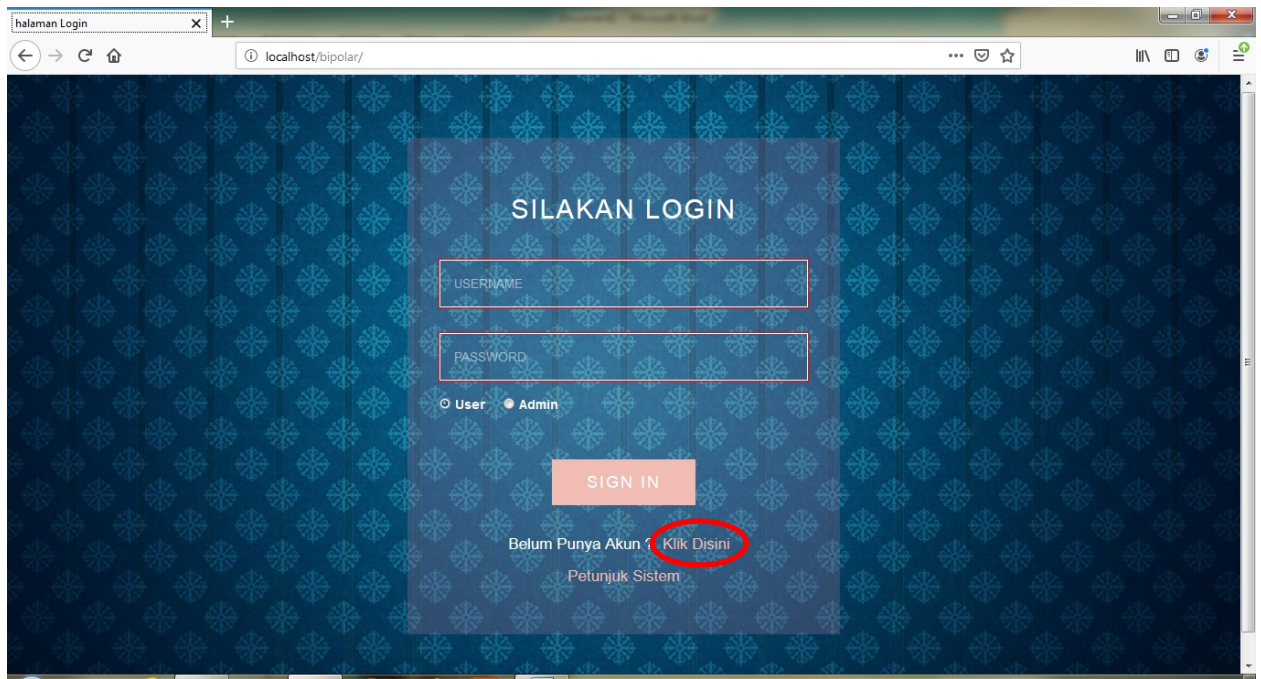 halaman Login
localhost/bipolar/
SILAKAN LOGIN
USERNAME
PASSWORD
User Admin
SIGN IN
Belum Punya Akun ? Klik Disini
Petunjuk Sistem